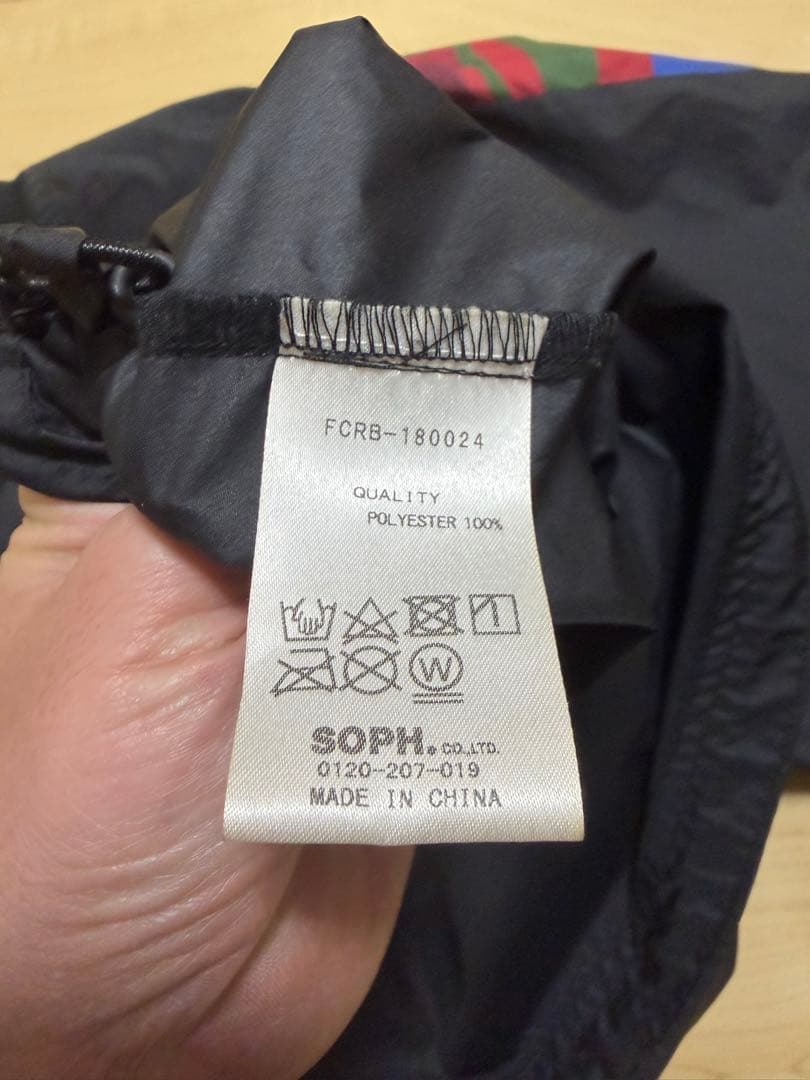 FCRB-180024
QUALITY
POLYESTER 100%
W
SOPH. CO.,LTD.
0120-207-019
MADE IN CHINA